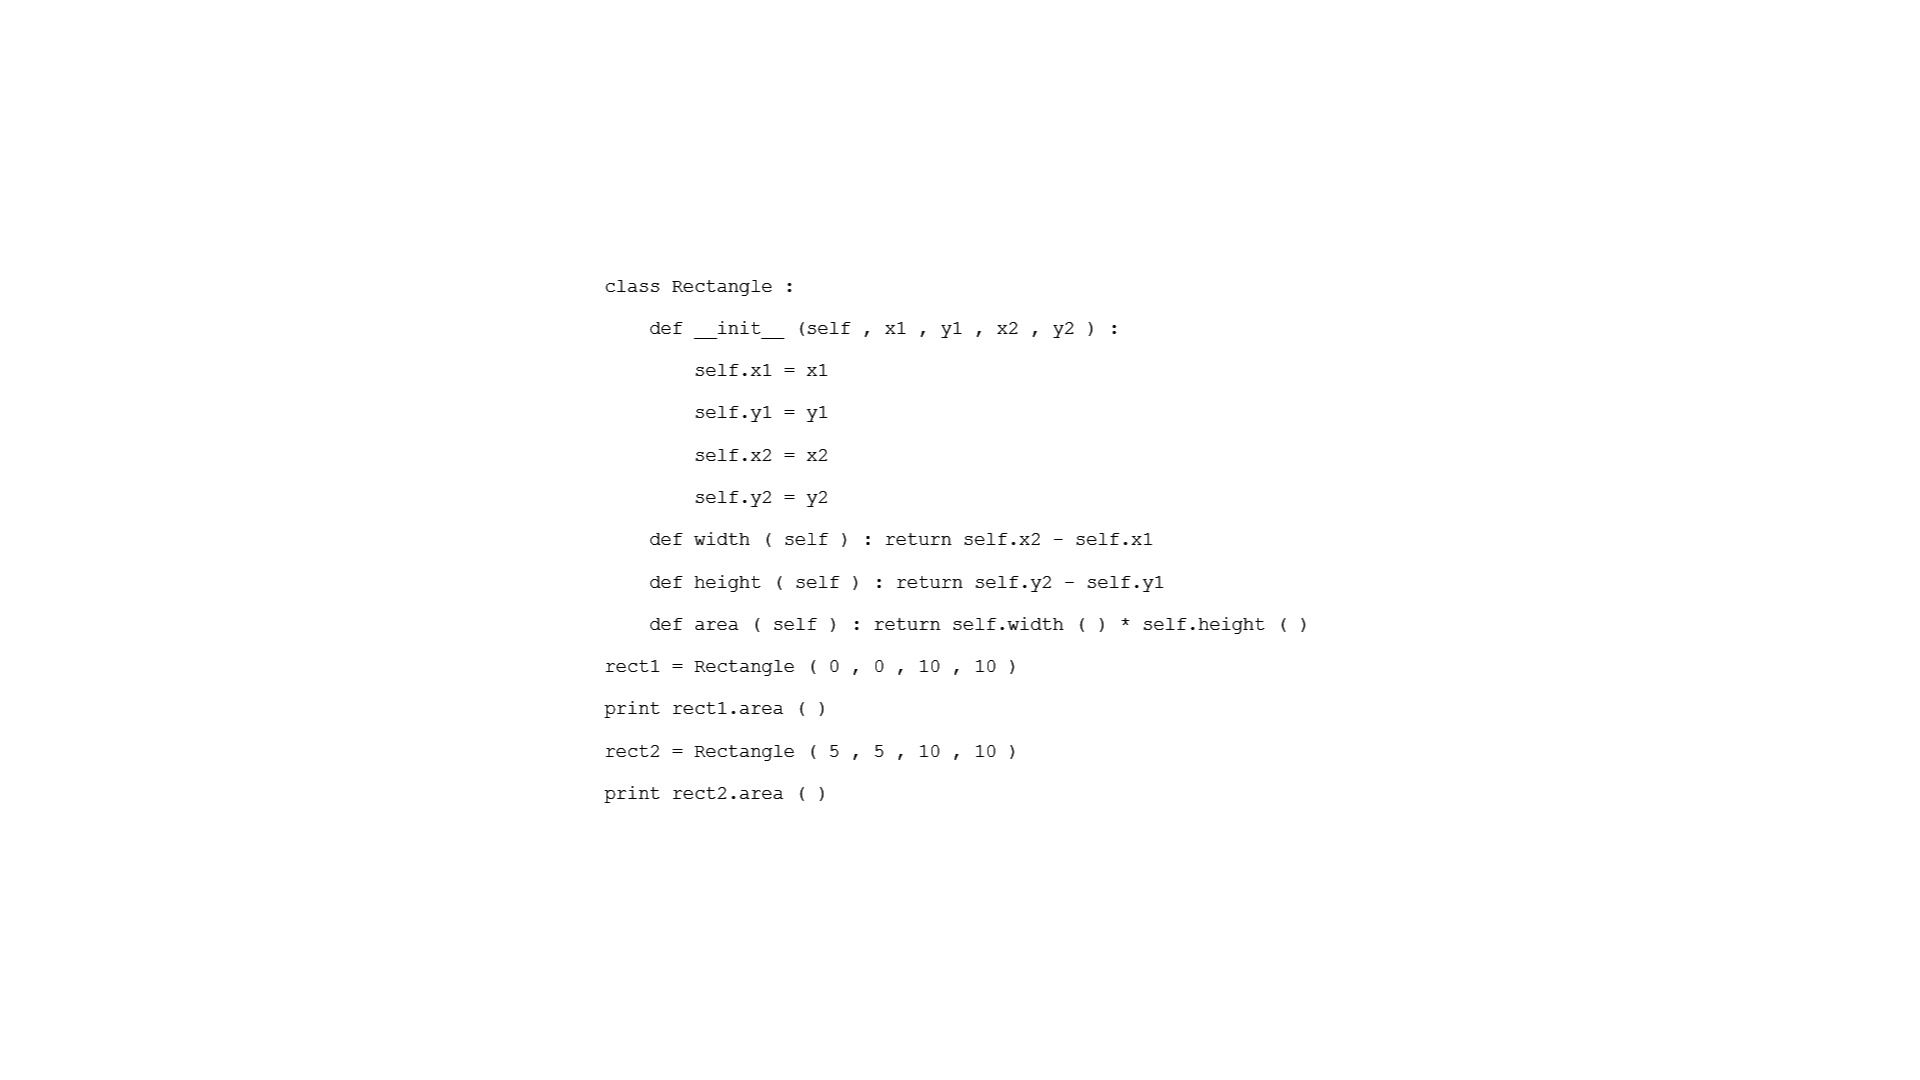 class Rectangle :
    def __init__ (self , x1 , y1 , x2 , y2 ) :
        self.x1 = x1
        self.y1 = y1
        self.x2 = x2
        self.y2 = y2
    def width ( self ) : return self.x2 – self.x1
    def height ( self ) : return self.y2 – self.y1
    def area ( self ) : return self.width ( ) * self.height ( )
rect1 = Rectangle ( 0 , 0 , 10 , 10 )
print rect1.area ( )
rect2 = Rectangle ( 5 , 5 , 10 , 10 )
print rect2.area ( )